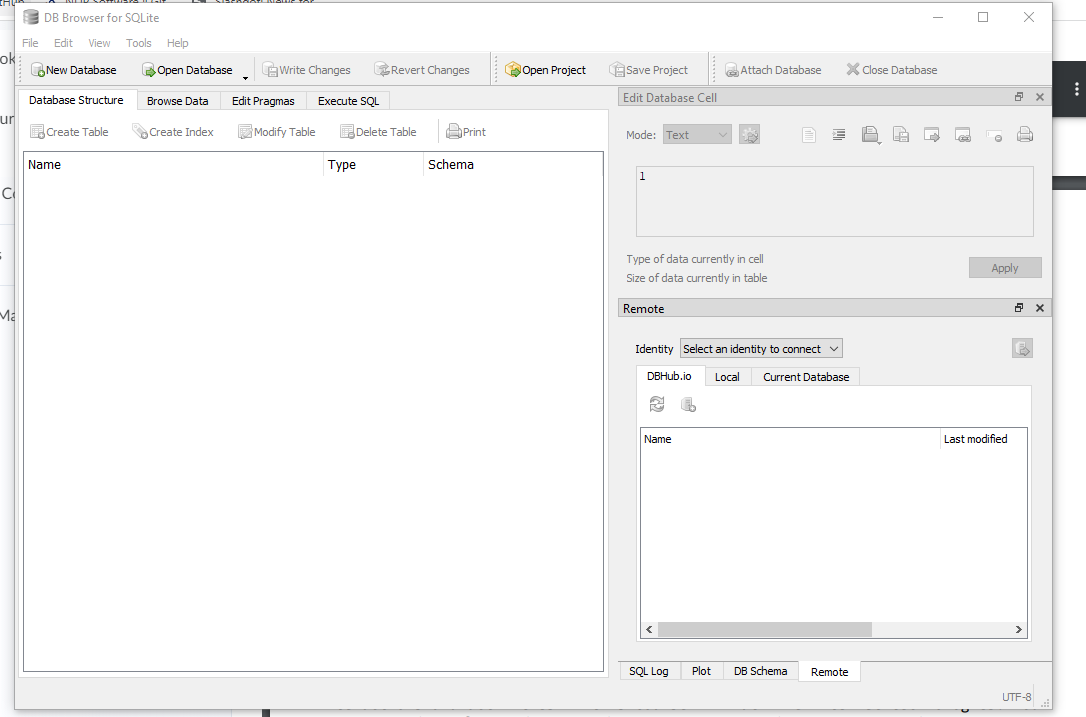 DB Browser for SQLite
File Edit View Tools Help
New Database Open Database Write Changes Revert Changes Open Project Save Project Attach Database Close Database
Database Structure Browse Data Edit Pragmas Execute SQL
Create Table Create Index Modify Table Delete Table Print
Name Type Schema
Edit Database Cell
Mode: Text
1
Type of data currently in cell
Size of data currently in table
Apply
Remote
Identity Select an identity to connect
DBHub.io Local Current Database
Name Last modified
SQL Log Plot DB Schema Remote
UTF-8